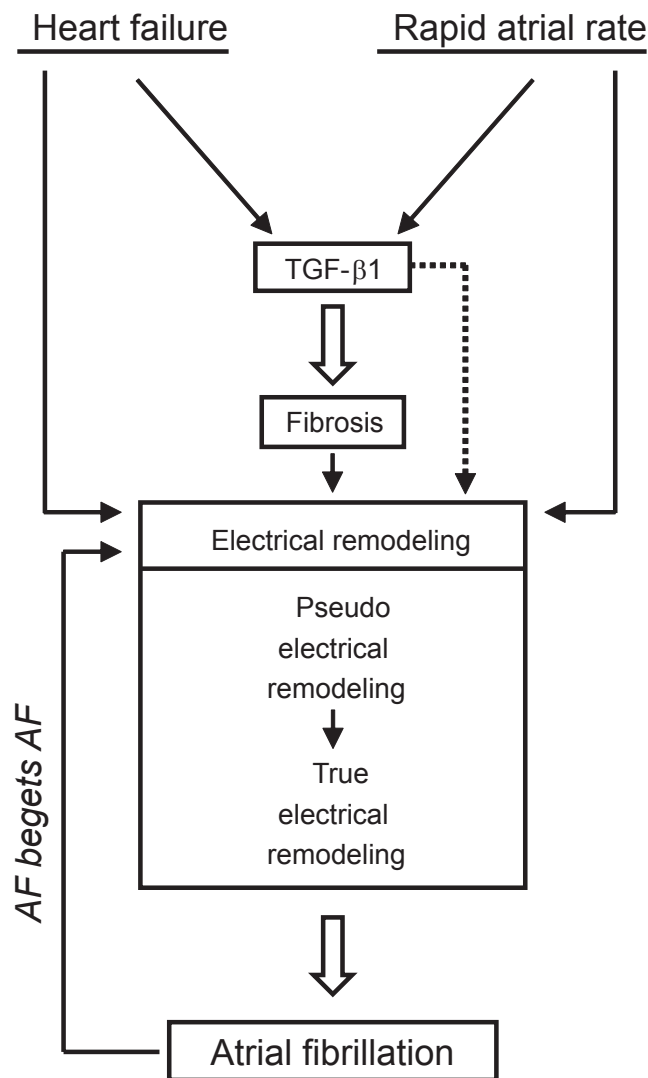 Heart failure
Rapid atrial rate
TGF-β1
Fibrosis
Electrical remodeling
Pseudo
electrical
remodeling
True
electrical
remodeling
AF begets AF
Atrial fibrillation